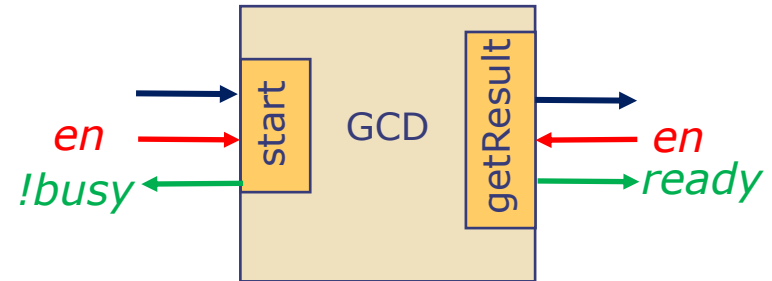 start
GCD
getResult
en
en
!busy
ready